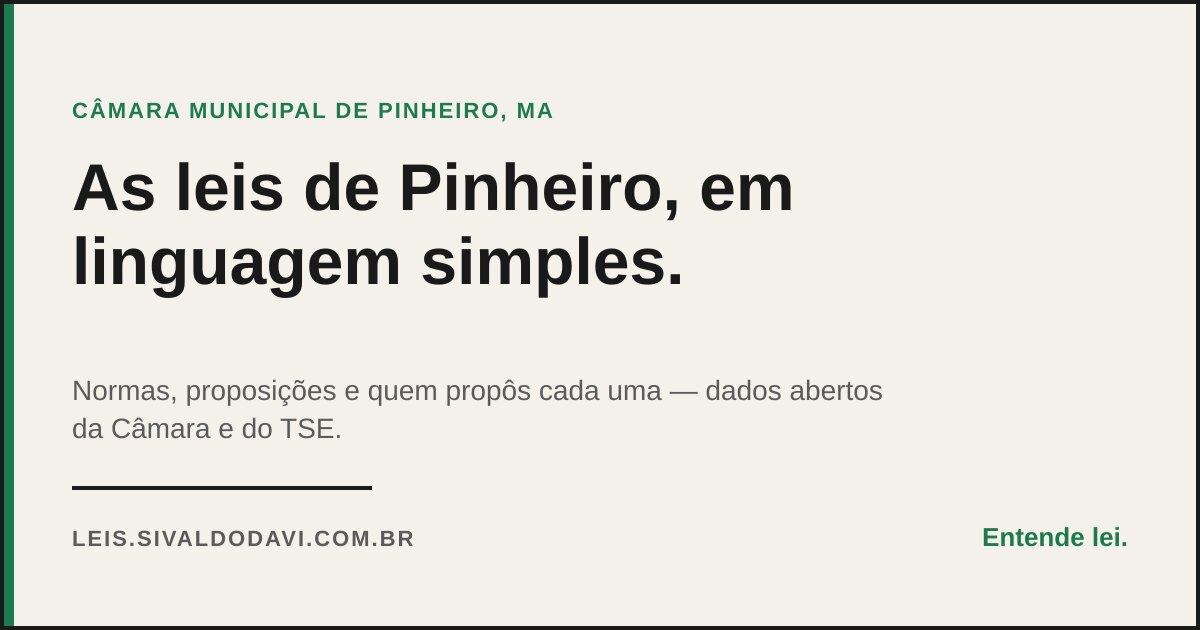 CÂMARA MUNICIPAL DE PINHEIRO, MA
As leis de Pinheiro, em
linguagem simples.
Normas, proposições e quem propôs cada uma — dados abertos
da Câmara e do TSE.
LEIS.SIVALDODAVI.COM.BR
Entende lei.